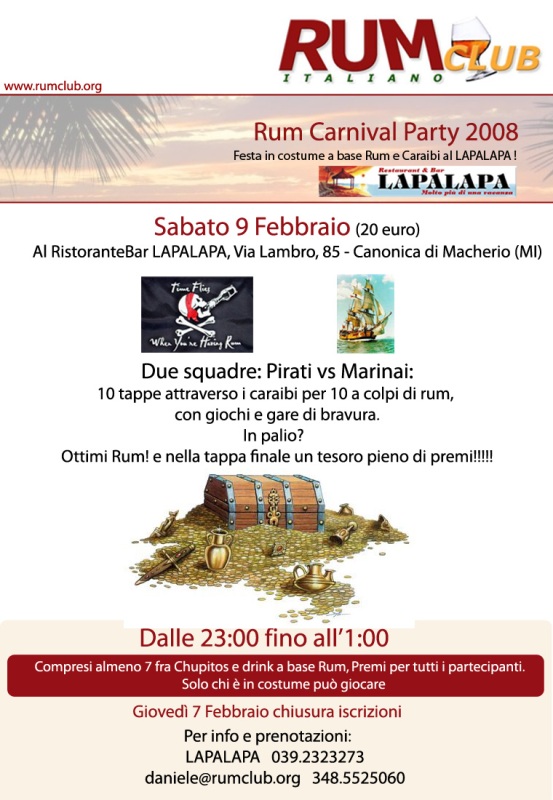 RUM CLUB
ITALIANO
www.rumclub.org
Rum Carnival Party 2008
Festa in costume a base Rum e Caraibi al LAPALAPA !
Restaurant & Bar
LAPALAPA
Molto più di una vacanza
Sabato 9 Febbraio (20 euro)
Al RistoranteBar LAPALAPA, Via Lambro, 85 - Canonica di Macherio (MI)
Time Flies
When You're Having Rum
Due squadre: Pirati vs Marinai:
10 tappe attraverso i caraibi per 10 a colpi di rum,
con giochi e gare di bravura.
In palio?
Ottimi Rum! e nella tappa finale un tesoro pieno di premi!!!!!
Dalle 23:00 fino all'1:00
Compresi almeno 7 fra Chupitos e drink a base Rum, Premi per tutti i partecipanti.
Solo chi è in costume può giocare
Giovedì 7 Febbraio chiusura iscrizioni
Per info e prenotazioni:
LAPALAPA 039.2323273
daniele@rumclub.org 348.5525060